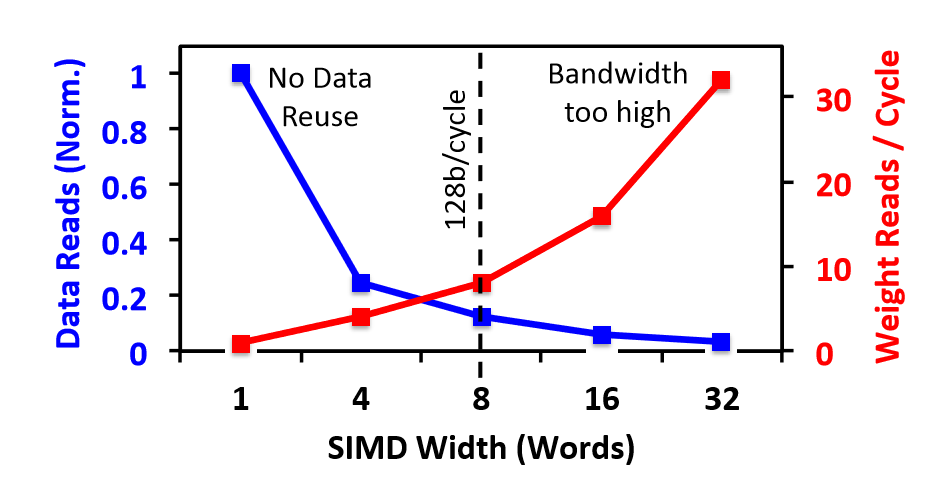 Data Reads (Norm.)
1
0.8
0.6
0.4
0.2
0
No Data
Reuse
128b/cycle
Bandwidth
too high
30
20
10
0
Weight Reads / Cycle
1 4 8 16 32
SIMD Width (Words)